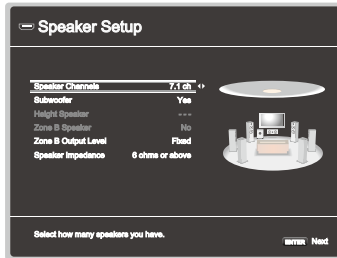 Speaker Setup
Speaker Channels 7.1 ch
Subwoofer Yes
Height Speaker ---
Zone B Speaker No
Zone B Output Level Fixed
Speaker Impedance 6 ohms or above
Select how many speakers you have.
ENTER Next